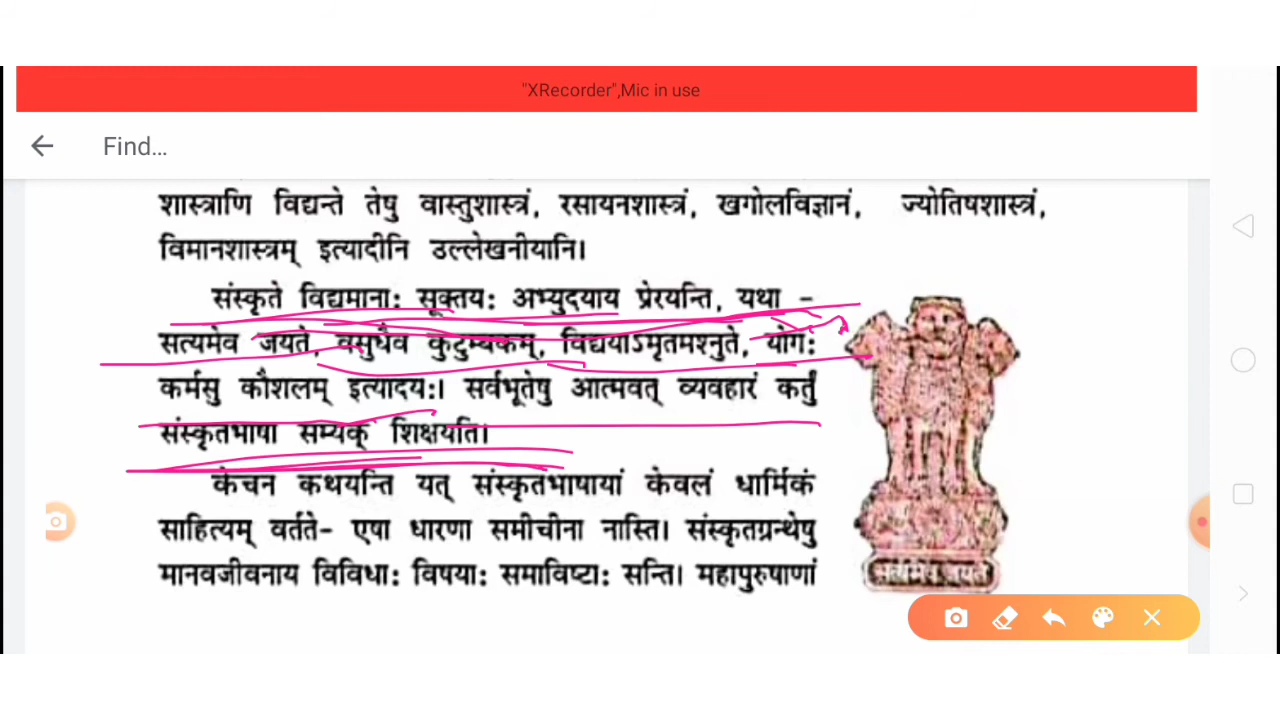 "XRecorder",Mic in use
Find...
शास्त्राणि विद्यन्ते तेषु वास्तुशास्त्रं, रसायनशास्त्रं, खगोलविज्ञानं, ज्योतिषशास्त्रं,
विमानशास्त्रम् इत्यादीनि उल्लेखनीयानि।
संस्कृते विद्यमानाः सूक्तयः अभ्युदयाय प्रेरयन्ति, यथा -
सत्यमेव जयते, वसुधैव कुटुम्बकम्, विद्ययाऽमृतमश्नुते, योगः
कर्मसु कौशलम् इत्यादयः। सर्वभूतेषु आत्मवत् व्यवहारं कर्तुं
संस्कृतभाषा सम्यक् शिक्षयति।
केचन कथयन्ति यत् संस्कृतभाषायां केवलं धार्मिकं
साहित्यम् वर्तते- एषा धारणा समीचीना नास्ति। संस्कृतग्रन्थेषु
मानवजीवनाय विविधाः विषयाः समाविष्टाः सन्ति। महापुरुषाणां
सत्यमेव जयते